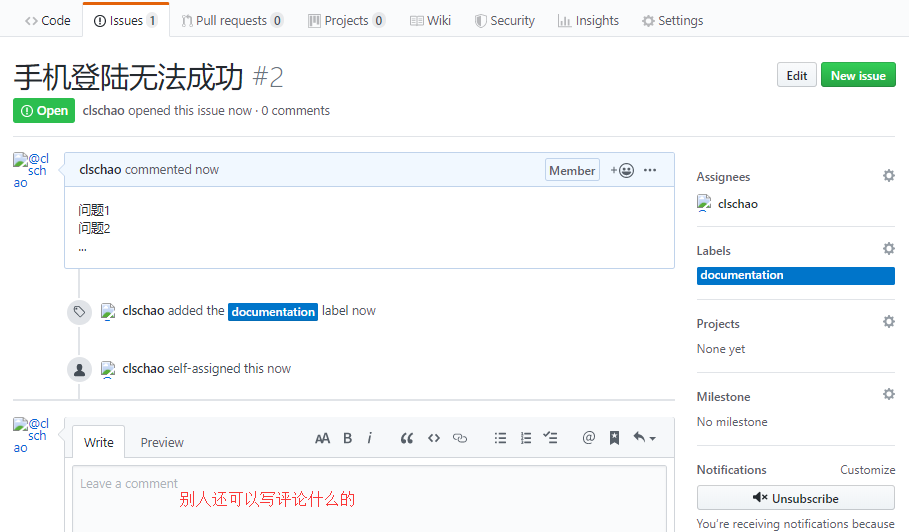 Code Issues 1 Pull requests 0 Projects 0 Wiki Security Insights Settings
手机登陆无法成功 #2
Edit New issue
Open clschao opened this issue now · 0 comments
@clschao
clschao commented now Member
问题1
问题2
...
clschao added the documentation label now
clschao self-assigned this now
@clschao
Write Preview
AA B i
Leave a comment
别人还可以写评论什么的
Assignees
clschao
Labels
documentation
Projects
None yet
Milestone
No milestone
Notifications Customize
Unsubscribe
You're receiving notifications because